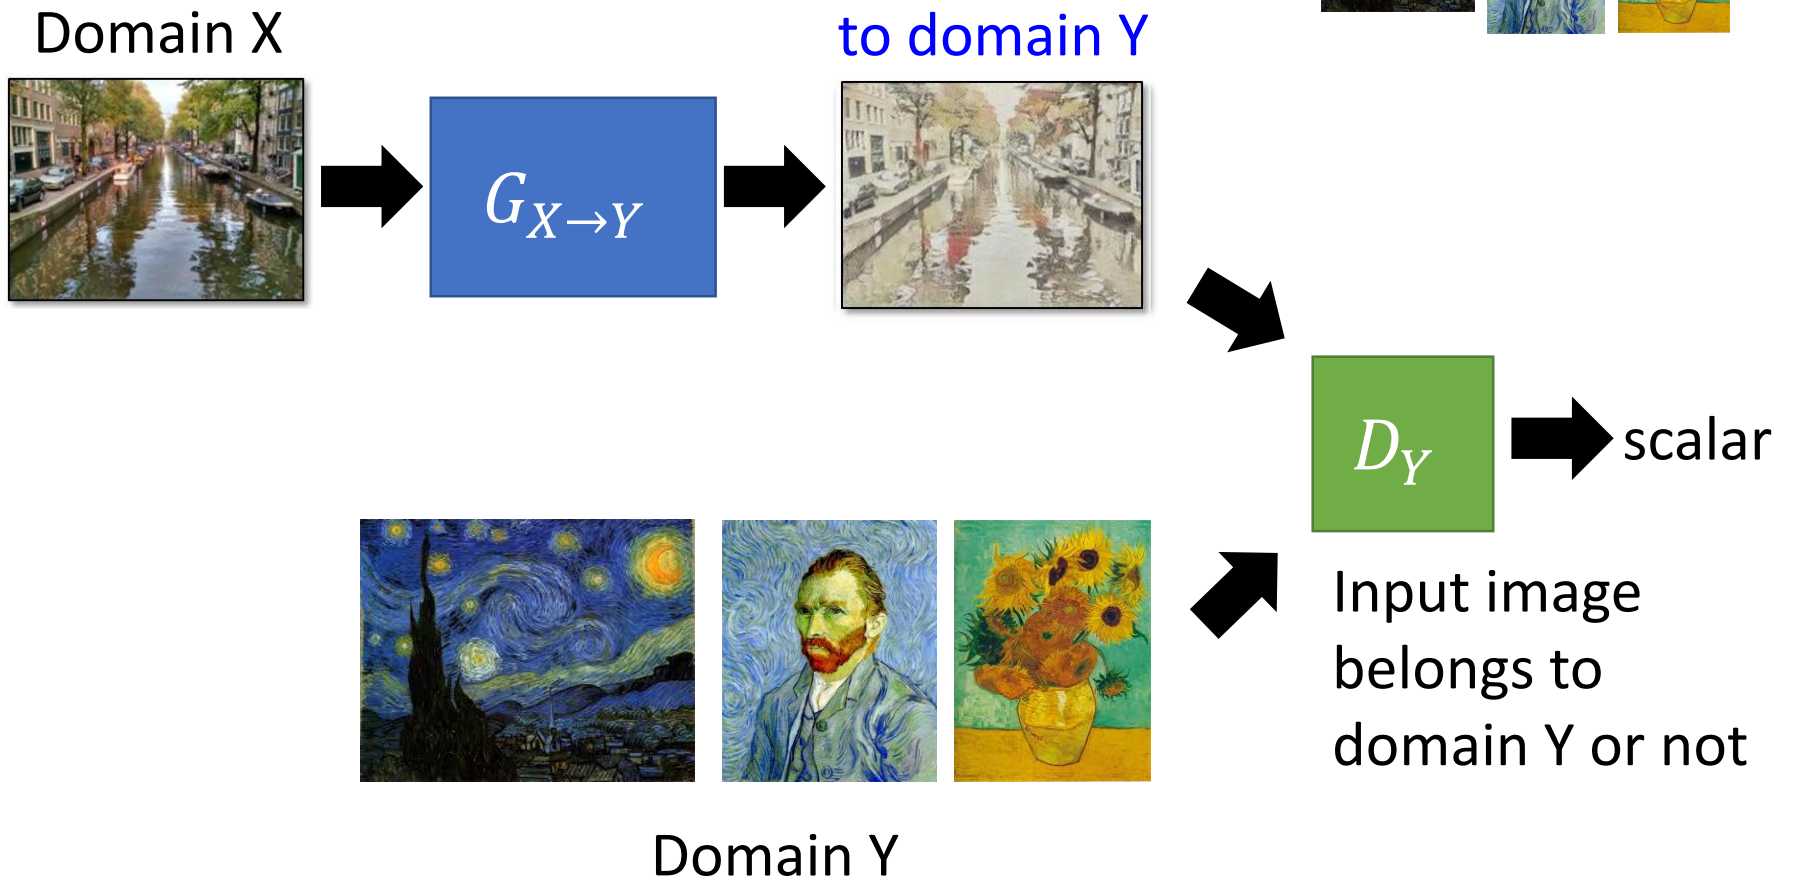 Domain X
to domain Y
G_{X→Y}
D_Y
scalar
Input image
belongs to
domain Y or not
Domain Y